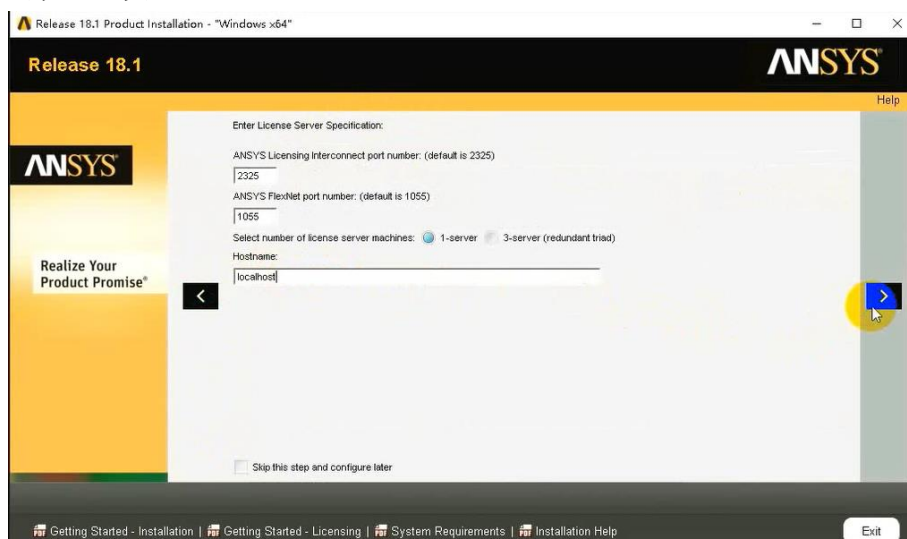 Release 18.1 Product Installation - "Windows x64"
Release 18.1
ANSYS®
Help
ANSYS®
Realize Your
Product Promise®
Enter License Server Specification:
ANSYS Licensing Interconnect port number: (default is 2325)
2325
ANSYS FlexNet port number: (default is 1055)
1055
Select number of license server machines: 1-server 3-server (redundant triad)
Hostname:
localhost
Skip this step and configure later
Getting Started - Installation | Getting Started - Licensing | System Requirements | Installation Help
Exit